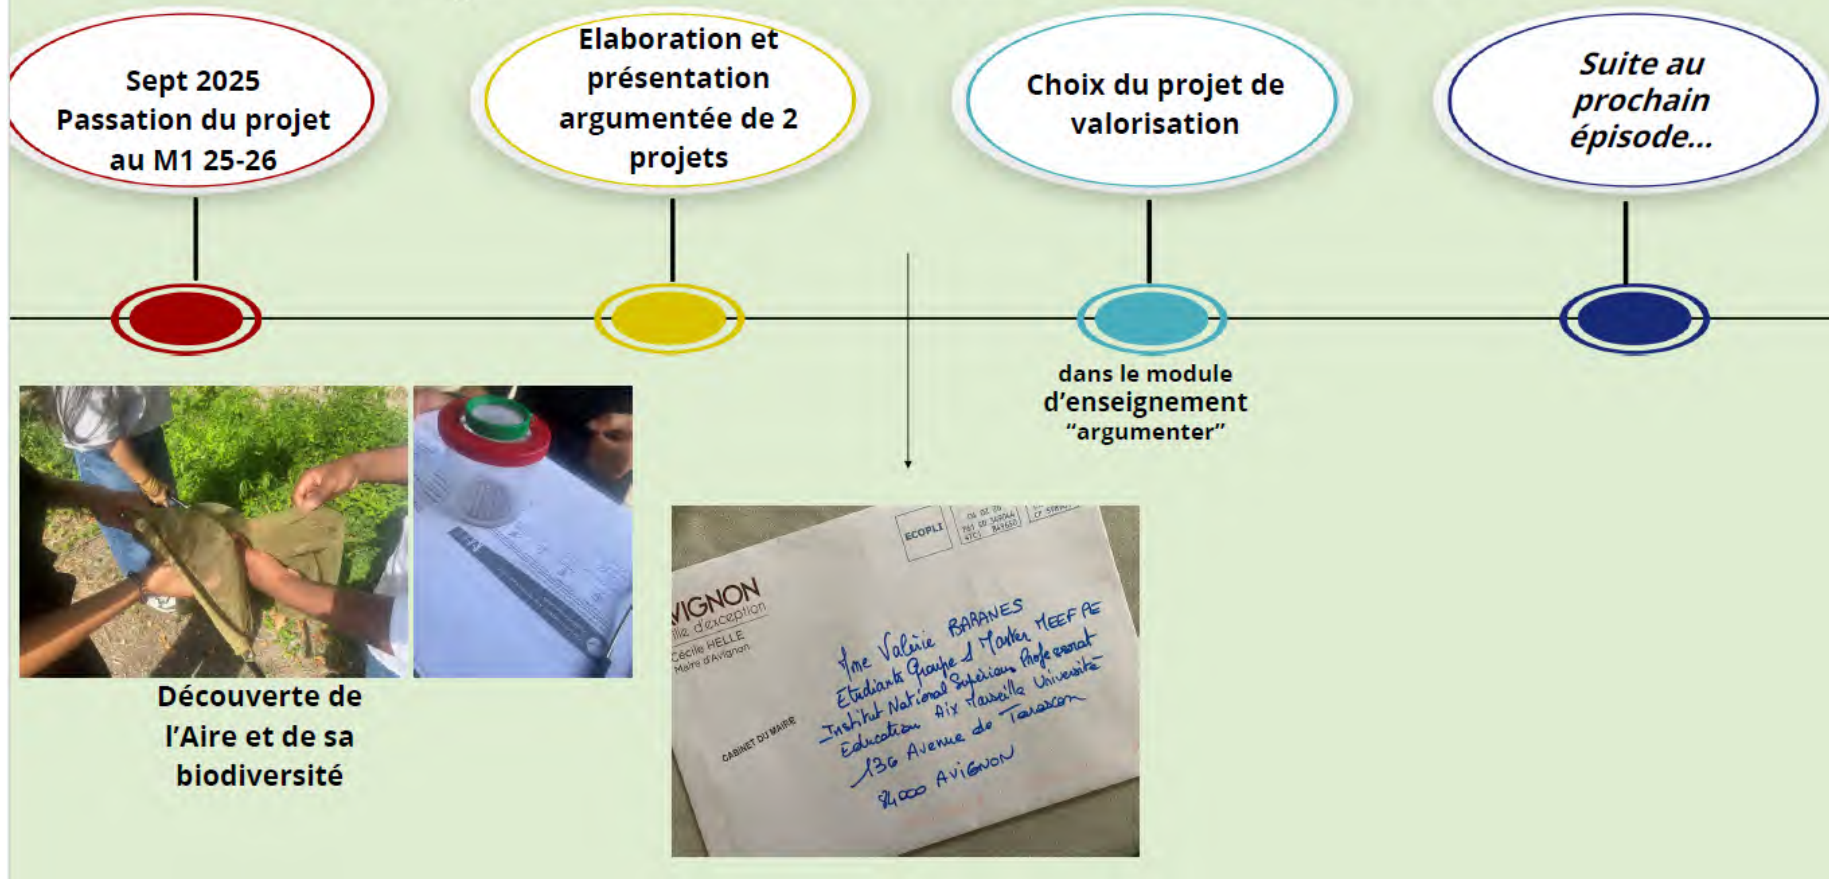 Sept 2025
Passation du projet
au M1 25-26
Elaboration et
présentation
argumentée de 2
projets
Choix du projet de
valorisation
Suite au
prochain
épisode...
dans le module
d'enseignement
“argumenter”
Découverte de
l'Aire et de sa
biodiversité
ECOPLI
VIGNON
ille d'exception
Cécile HELLE
Maire d'Avignon
CABINET DU MAIRE
Mme Valérie BARANES
Etudiants Groupe 1 Master MEEF PE
Institut National Supérieur Professorat
Education Aix Marseille Université
136 Avenue de Tarascon
84000 AVIGNON